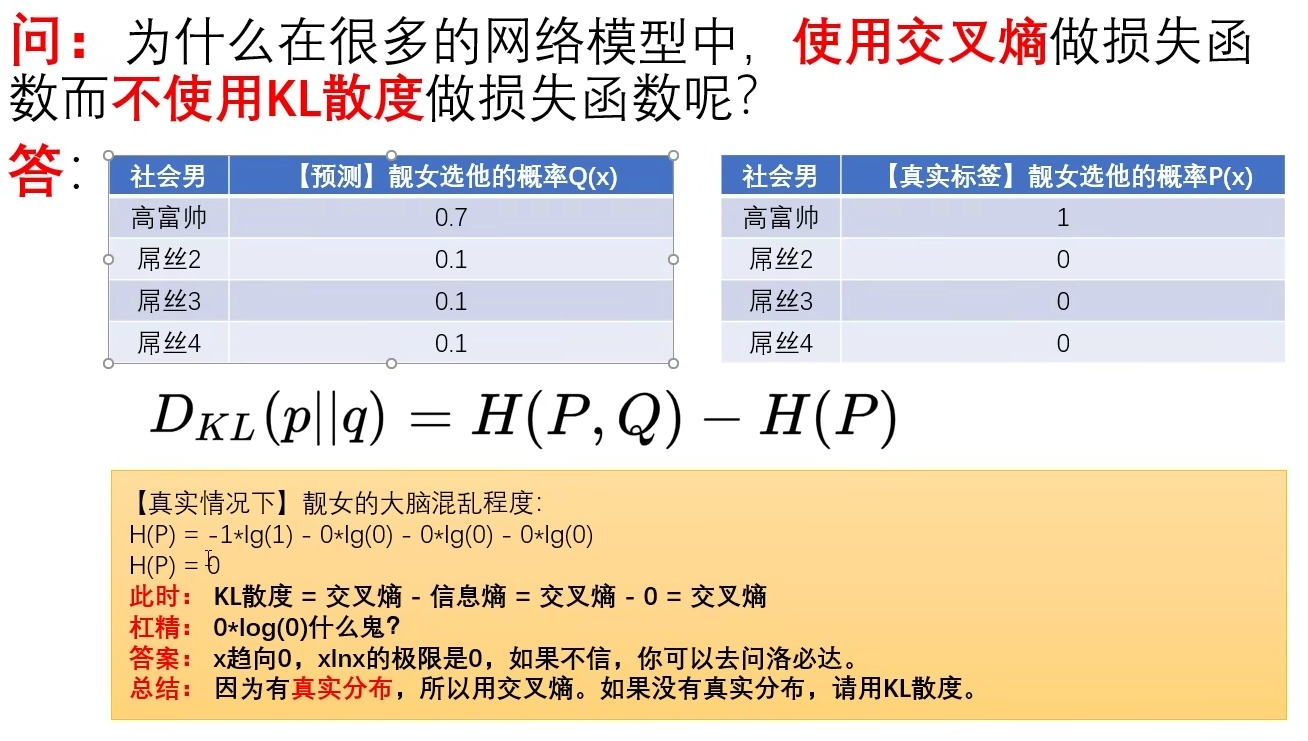 问：为什么在很多的网络模型中，使用交叉熵做损失函
数而不使用KL散度做损失函数呢？
答：
社会男 【预测】靓女选他的概率Q(x)
高富帅 0.7
屌丝2 0.1
屌丝3 0.1
屌丝4 0.1
社会男 【真实标签】靓女选他的概率P(x)
高富帅 1
屌丝2 0
屌丝3 0
屌丝4 0
D_{KL}(p||q) = H(P,Q) − H(P)
【真实情况下】靓女的大脑混乱程度：
H(P) = -1*lg(1) - 0*lg(0) - 0*lg(0) - 0*lg(0)
H(P) = 0
此时： KL散度 = 交叉熵 - 信息熵 = 交叉熵 - 0 = 交叉熵
杠精： 0*log(0)什么鬼？
答案： x趋向0，xlnx的极限是0，如果不信，你可以去问洛必达。
总结： 因为有真实分布，所以用交叉熵。如果没有真实分布，请用KL散度。